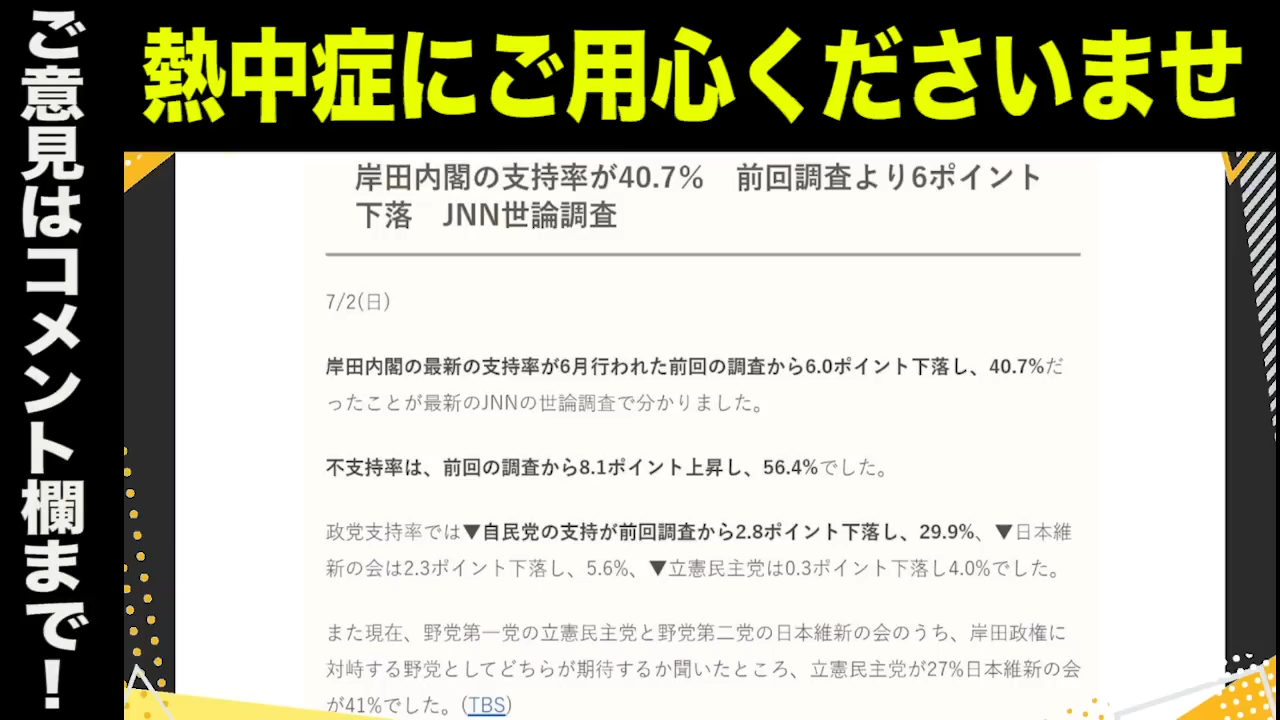 熱中症にご用心くださいませ
ご意見はコメント欄まで！
岸田内閣の支持率が40.7%　前回調査より6ポイント
下落　JNN世論調査
7/2(日)
岸田内閣の最新の支持率が6月行われた前回の調査から6.0ポイント下落し、40.7%だ
ったことが最新のJNNの世論調査で分かりました。
不支持率は、前回の調査から8.1ポイント上昇し、56.4%でした。
政党支持率では▼自民党の支持が前回調査から2.8ポイント下落し、29.9%、▼日本維
新の会は2.3ポイント下落し、5.6%、▼立憲民主党は0.3ポイント下落し4.0%でした。
また現在、野党第一党の立憲民主党と野党第二党の日本維新の会のうち、岸田政権に
対峙する野党としてどちらが期待するか聞いたところ、立憲民主党が27%日本維新の会
が41%でした。(TBS)